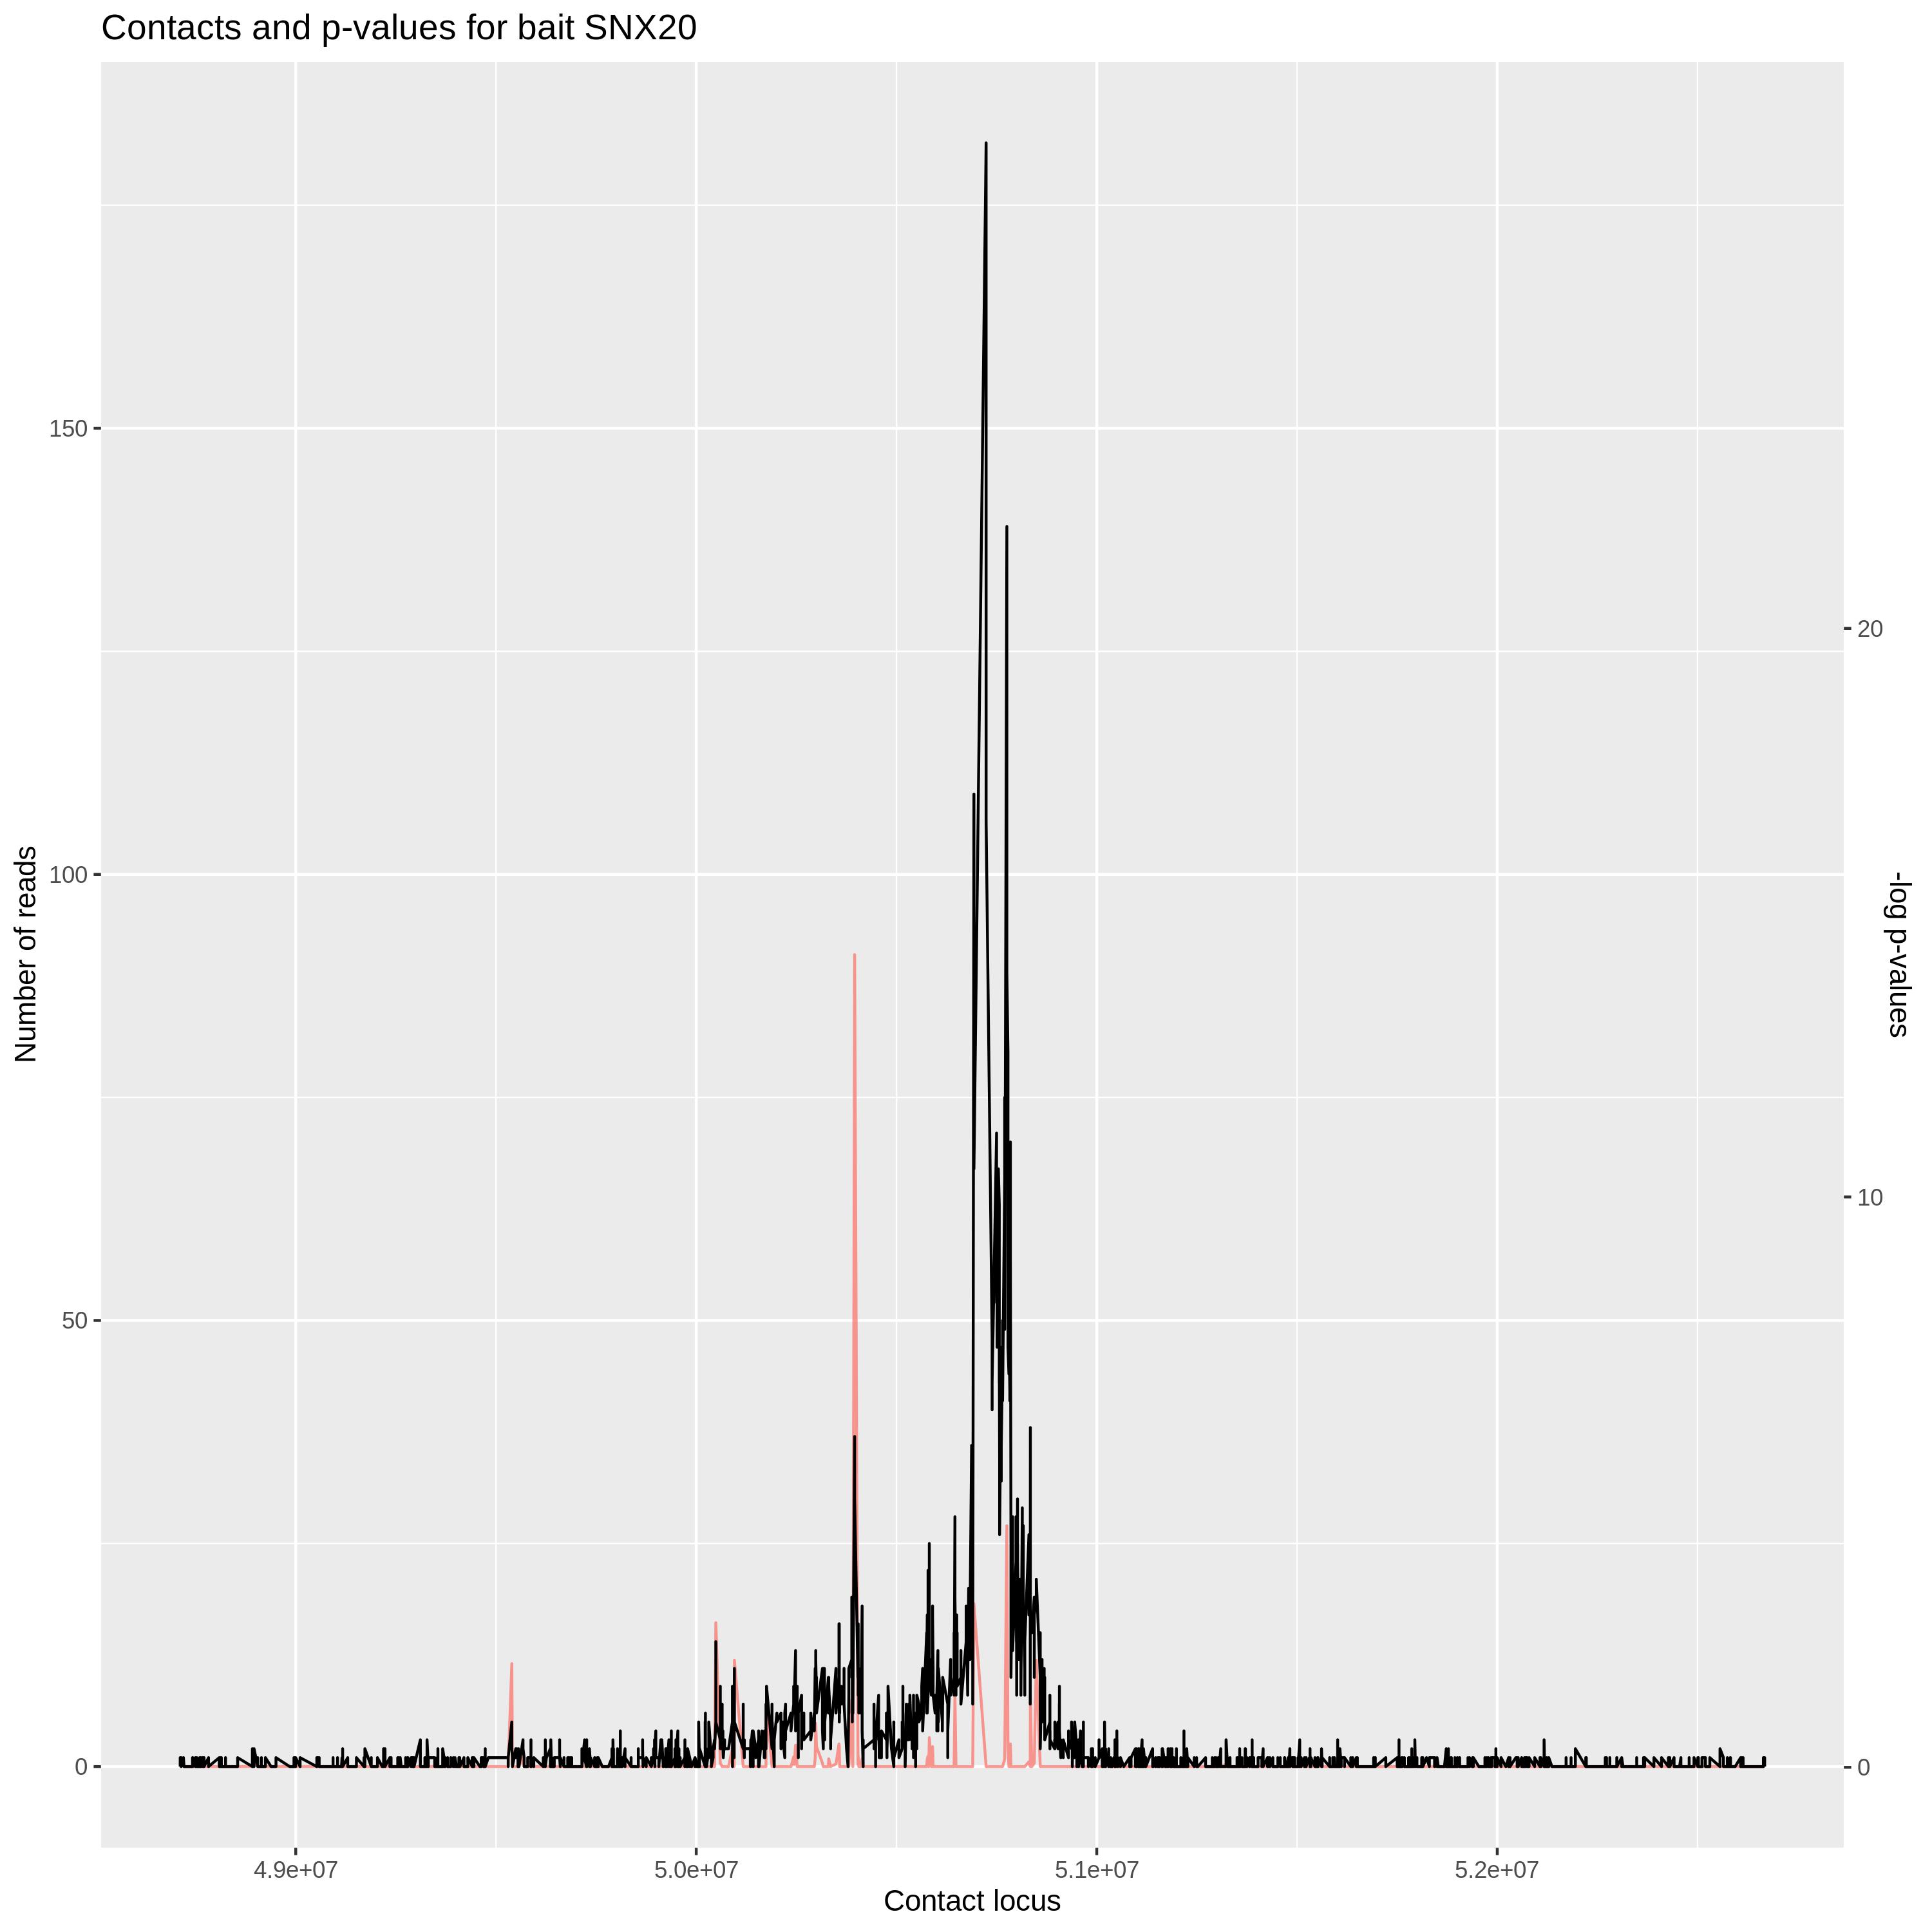 Contacts and p-values for bait SNX20
150
100
50
0
Number of reads
20
10
0
-log p-values
4.9e+07 5.0e+07 5.1e+07 5.2e+07
Contact locus